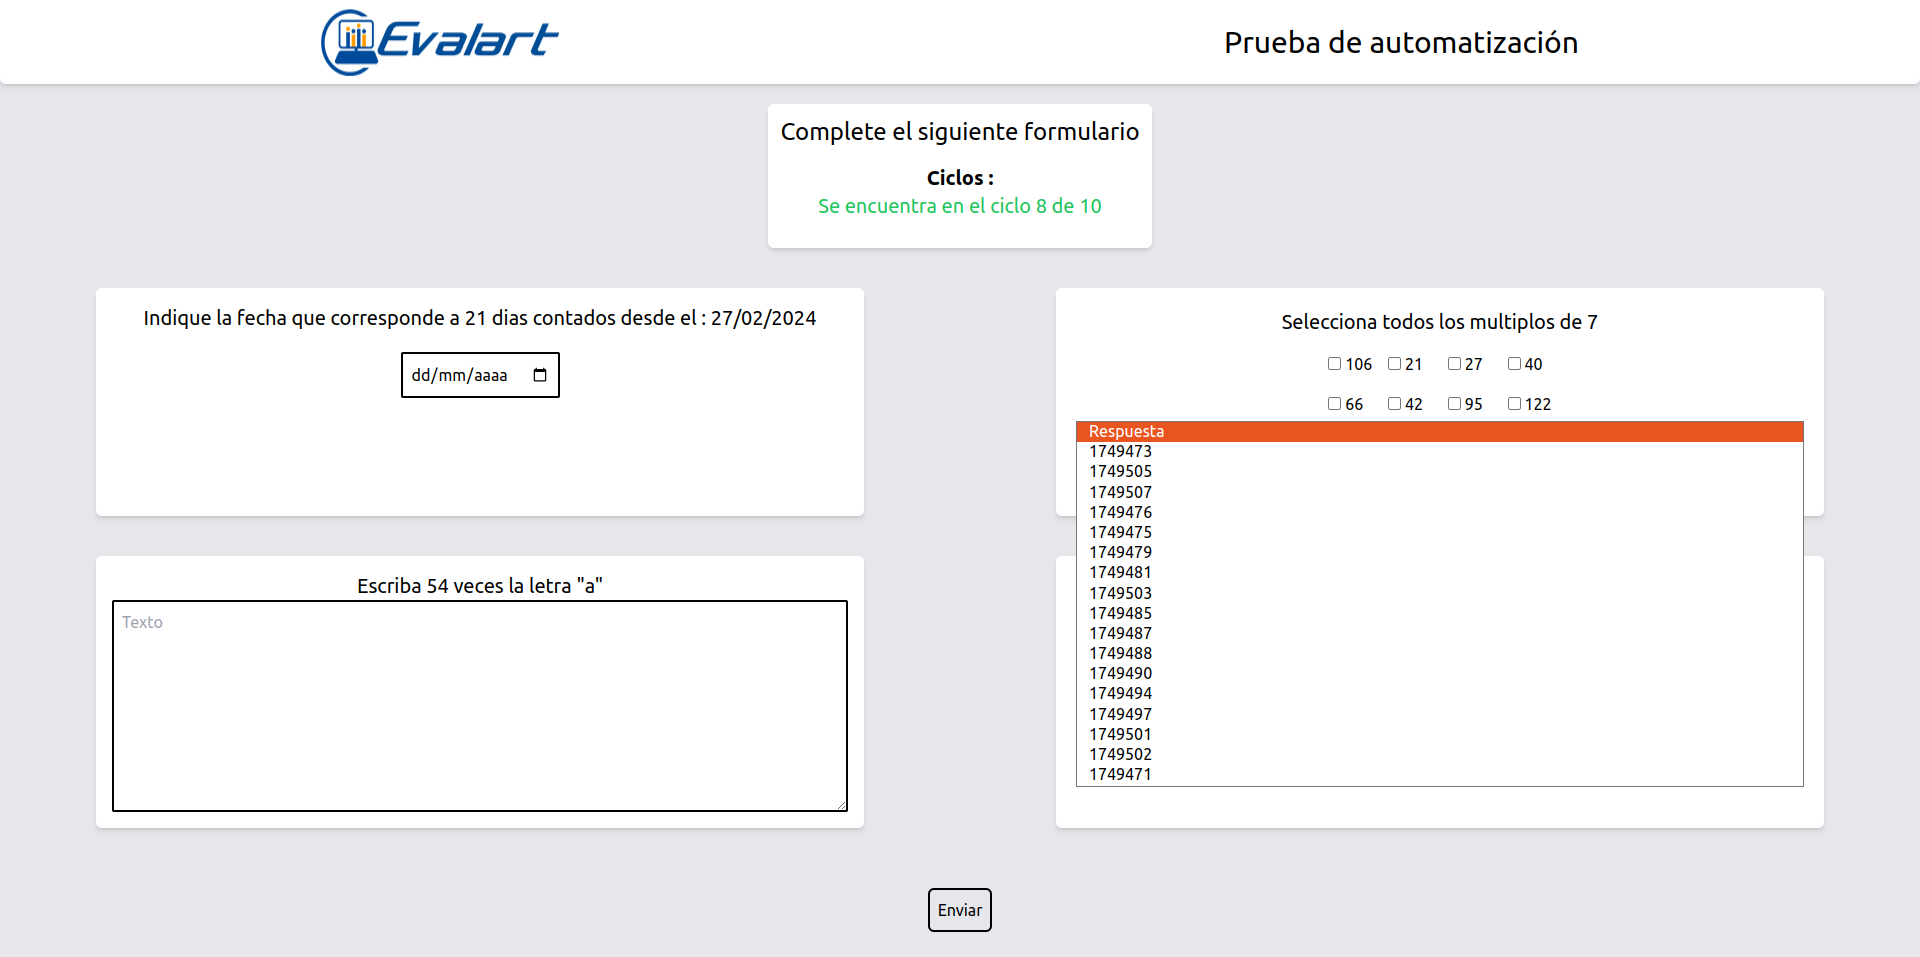 Evalart
Prueba de automatización
Complete el siguiente formulario
Ciclos :
Se encuentra en el ciclo 8 de 10
Indique la fecha que corresponde a 21 dias contados desde el : 27/02/2024
dd/mm/aaaa
Selecciona todos los multiplos de 7
106 21 27 40
66 42 95 122
Respuesta
1749473
1749505
1749507
1749476
1749475
1749479
1749481
1749503
1749485
1749487
1749488
1749490
1749494
1749497
1749501
1749502
1749471
Escriba 54 veces la letra "a"
Texto
Enviar